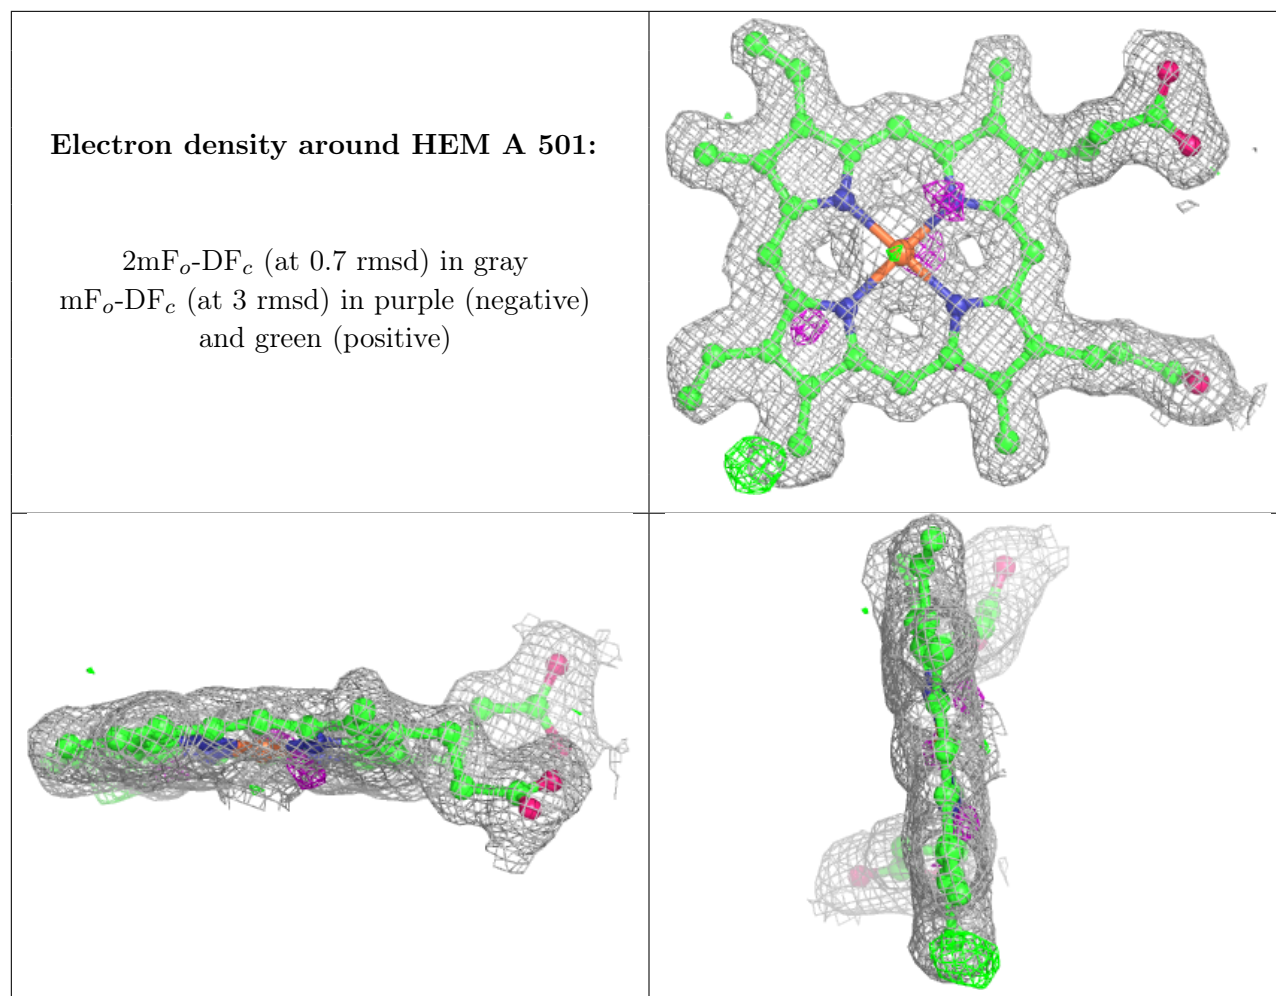 Electron density around HEM A 501:
2mFₒ-DF𝒸 (at 0.7 rmsd) in gray
mFₒ-DF𝒸 (at 3 rmsd) in purple (negative)
and green (positive)